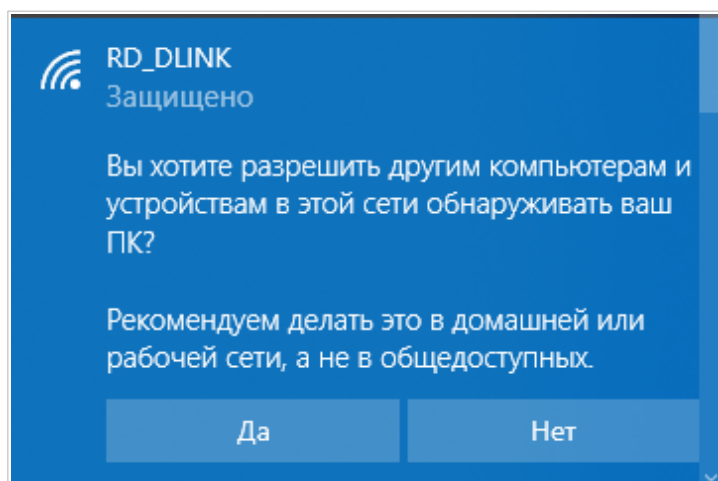 RD_DLINK
Защищено
Вы хотите разрешить другим компьютерам и
устройствам в этой сети обнаруживать ваш
ПК?
Рекомендуем делать это в домашней или
рабочей сети, а не в общедоступных.
Да Нет